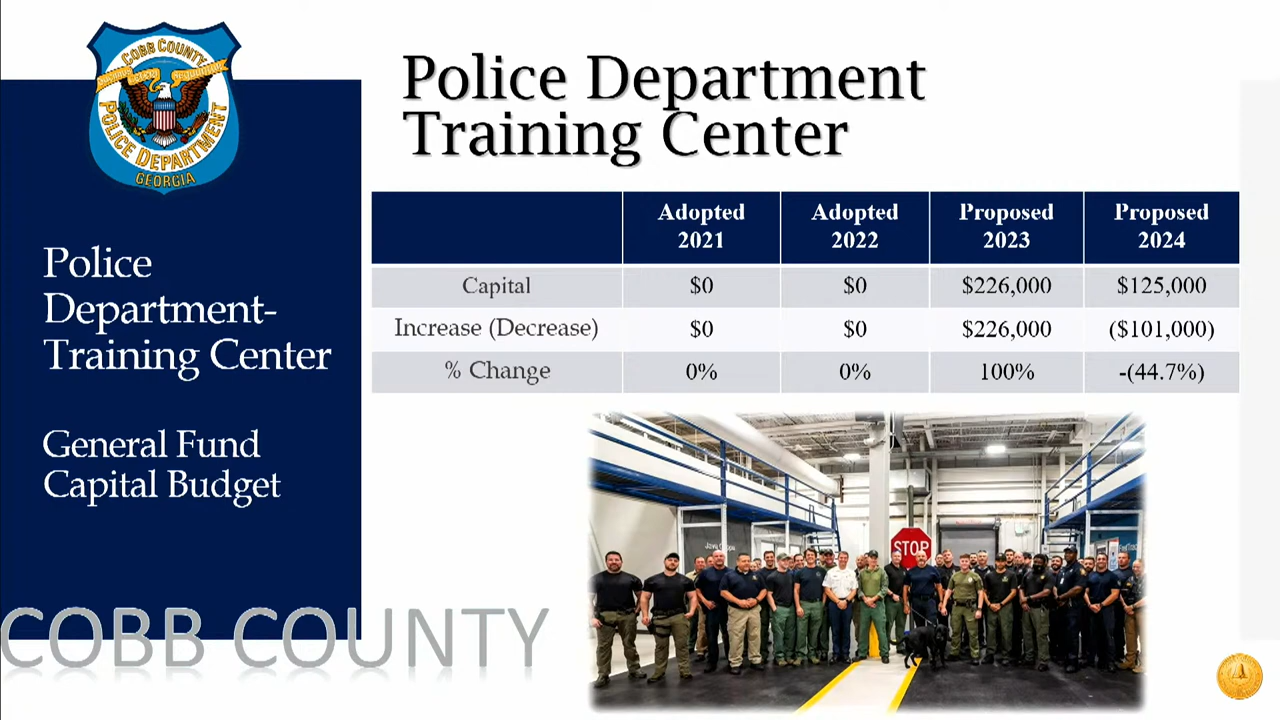 COBB COUNTY
POLICE DEPARTMENT
GEORGIA
Police Department
Training Center
Police
Department-
Training Center
General Fund
Capital Budget
Adopted 2021 Adopted 2022 Proposed 2023 Proposed 2024
Capital $0 $0 $226,000 $125,000
Increase (Decrease) $0 $0 $226,000 ($101,000)
% Change 0% 0% 100% -(44.7%)
STOP
COBB COUNTY